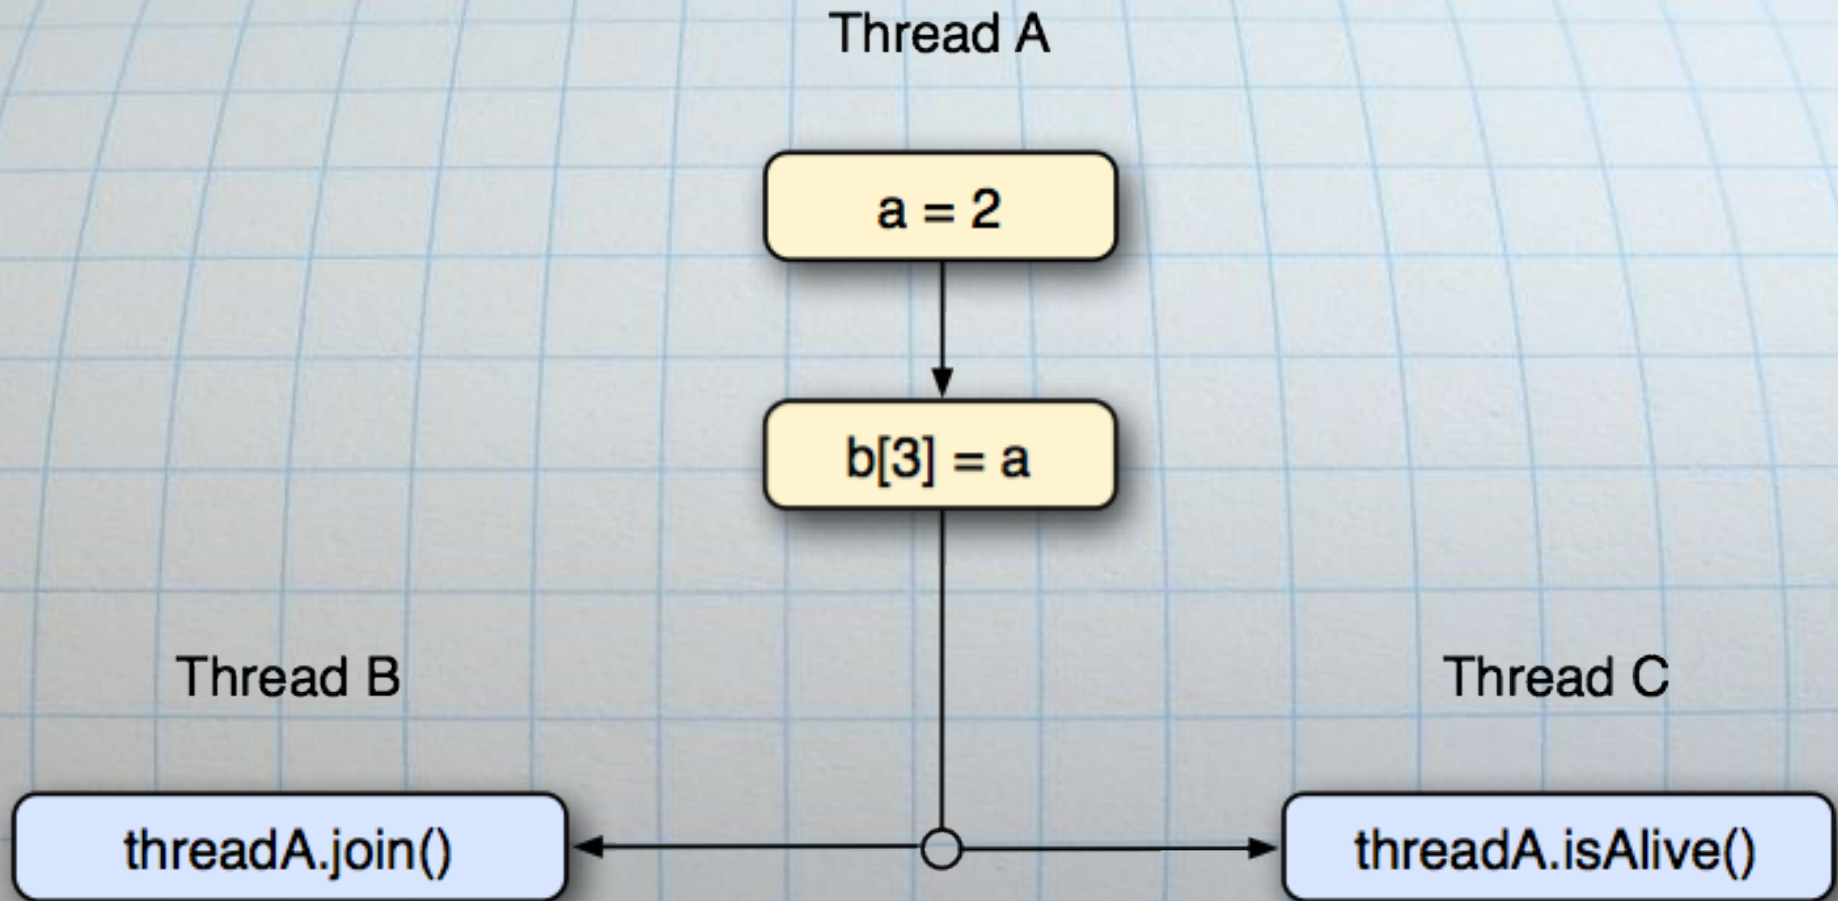 Thread A
a = 2
b[3] = a
Thread B
Thread C
threadA.join()
threadA.isAlive()